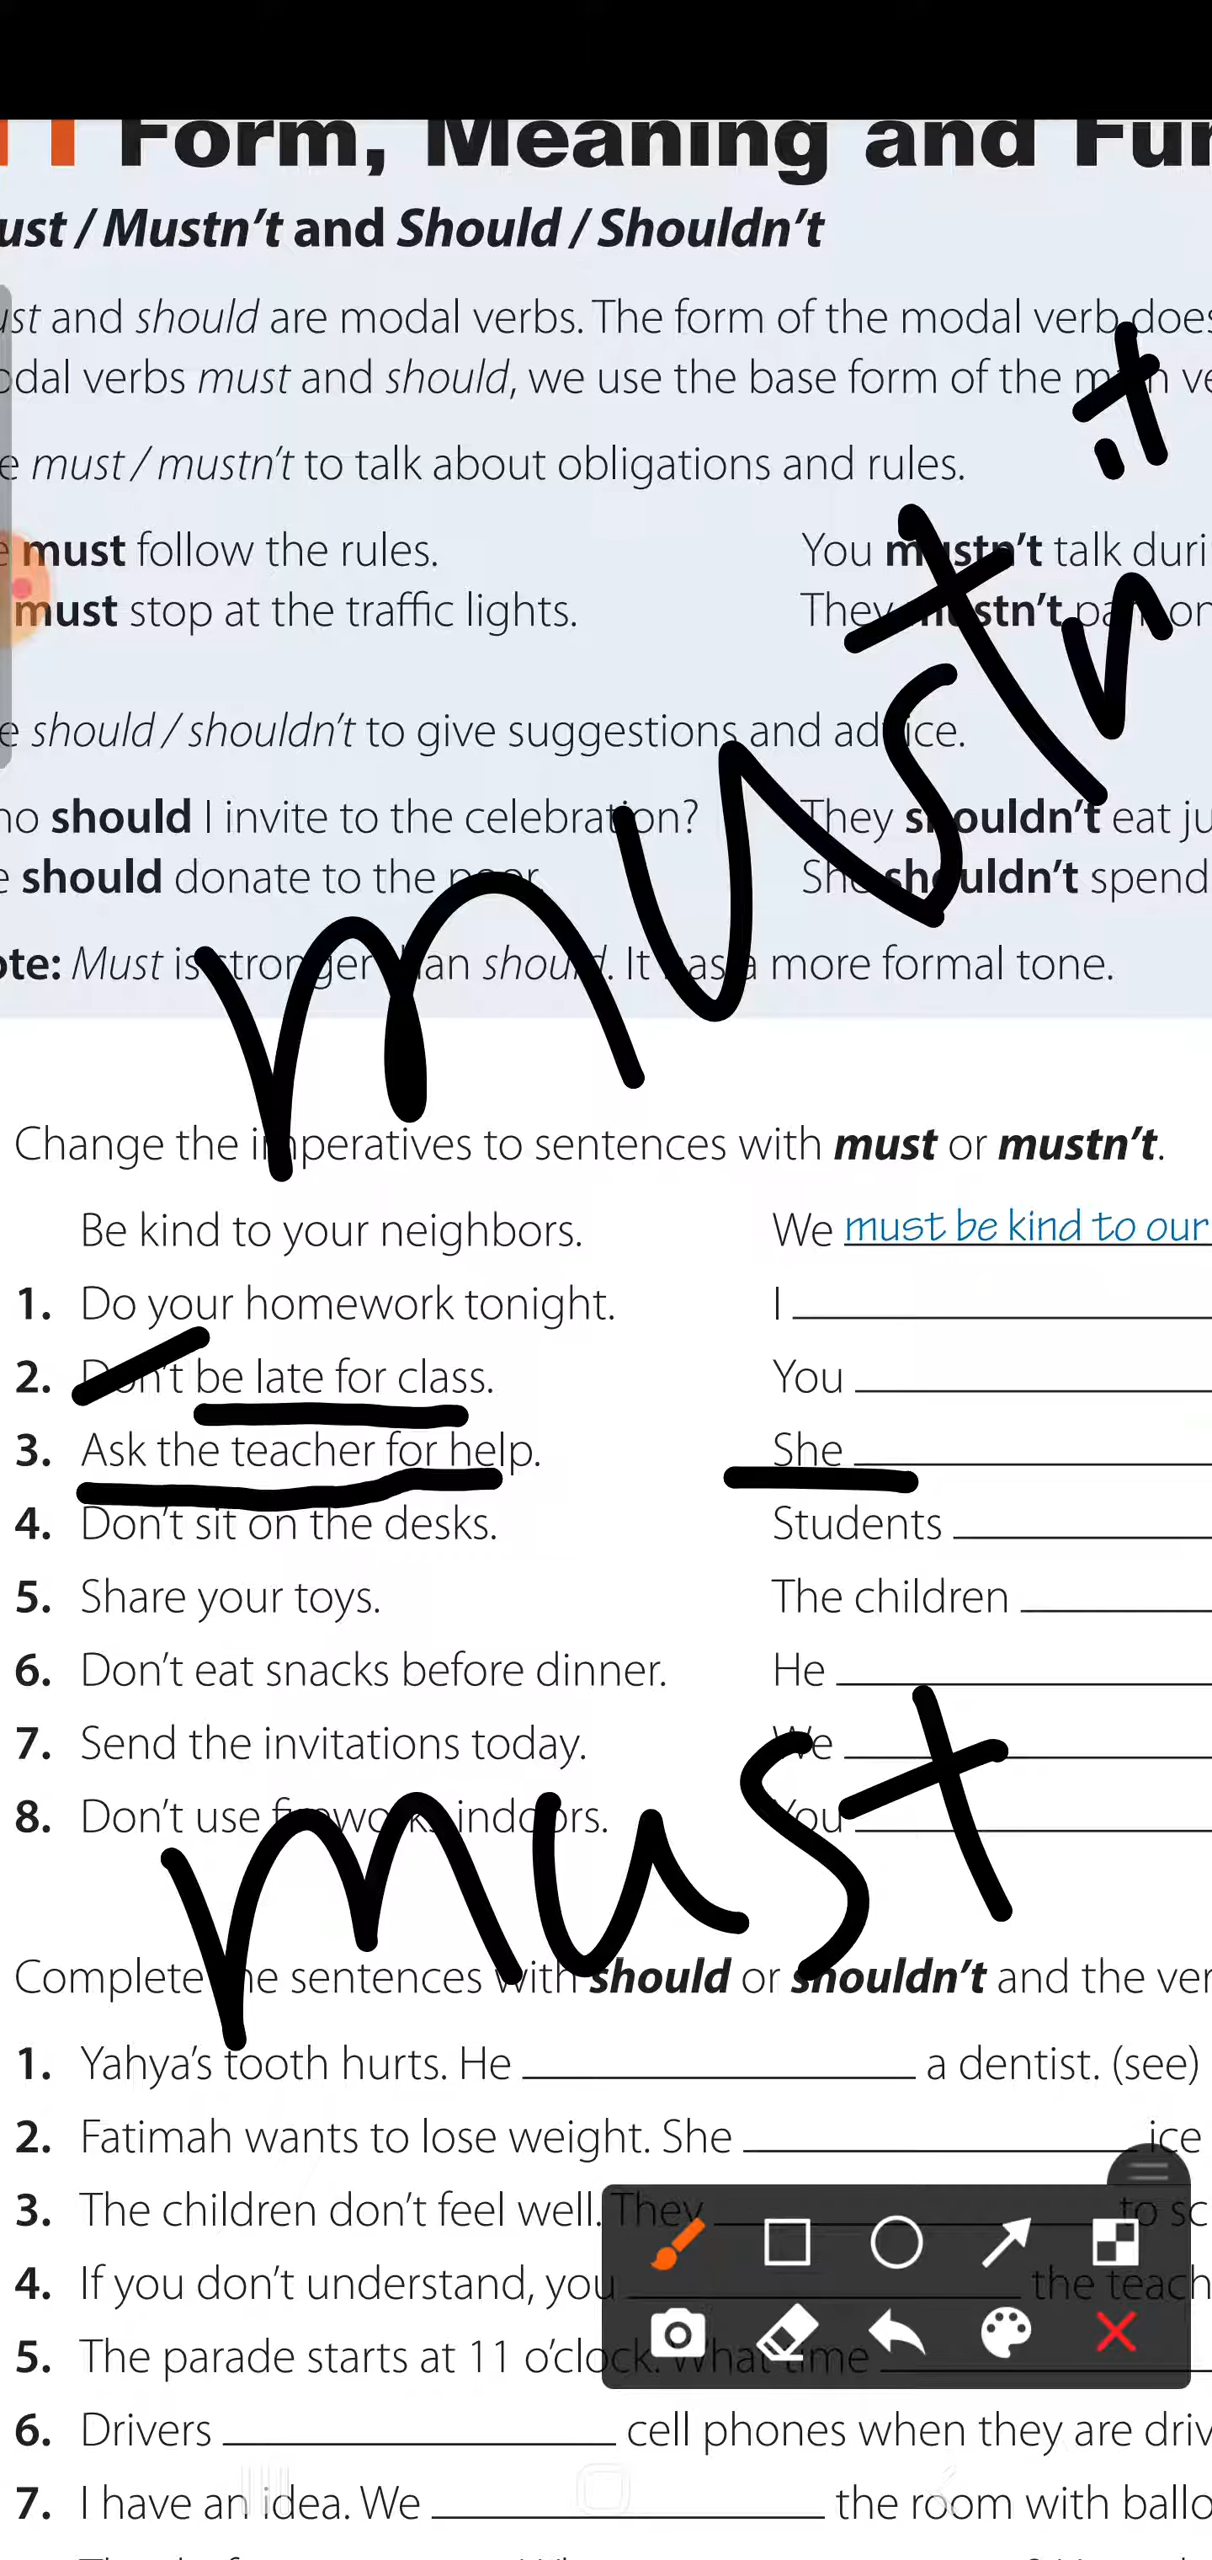 11 Form, Meaning and Fun
ust / Mustn't and Should / Shouldn't
ust and should are modal verbs. The form of the modal verb does
odal verbs must and should, we use the base form of the main ve
e must / mustn't to talk about obligations and rules.
e must follow the rules. You mustn't talk duri
must stop at the traffic lights. They mustn't park on
e should / shouldn't to give suggestions and advice.
ho should I invite to the celebration? They shouldn't eat ju
e should donate to the poor. She shouldn't spend
ote: Must is stronger than should. It has a more formal tone.
mustn't
Change the imperatives to sentences with must or mustn't.
Be kind to your neighbors. We must be kind to our
1. Do your homework tonight. I
2. Don't be late for class. You
3. Ask the teacher for help. She
4. Don't sit on the desks. Students
5. Share your toys. The children
6. Don't eat snacks before dinner. He
7. Send the invitations today. We
8. Don't use fireworks indoors. You
must
Complete the sentences with should or shouldn't and the ver
1. Yahya's tooth hurts. He a dentist. (see)
2. Fatimah wants to lose weight. She ice
3. The children don't feel well. They to sc
4. If you don't understand, you the teach
5. The parade starts at 11 o'clock. What time
6. Drivers cell phones when they are driv
7. I have an idea. We the room with ballo